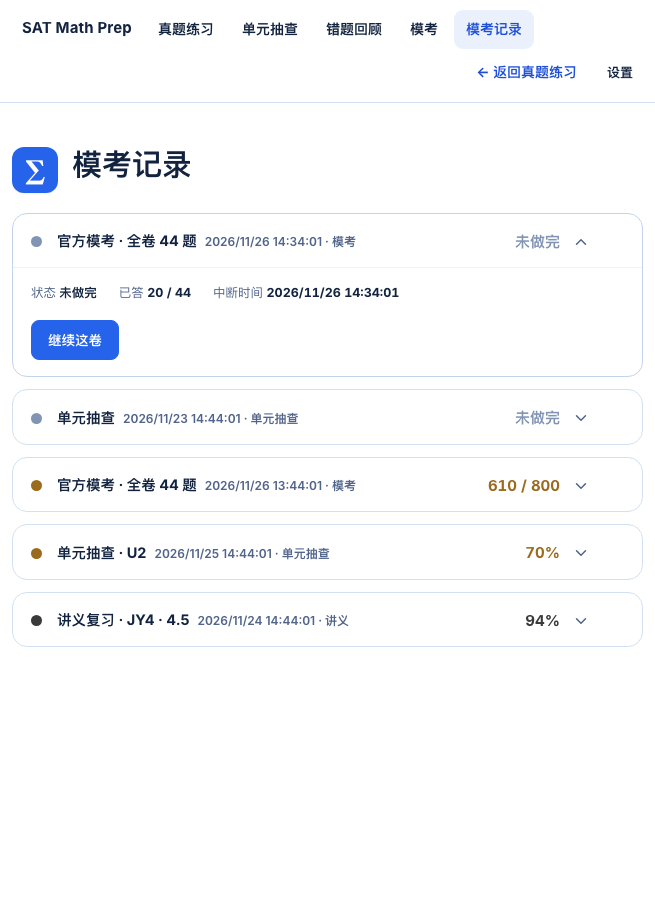 SAT Math Prep 真题练习 单元抽查 错题回顾 模考 模考记录
← 返回真题练习 设置
Σ 模考记录
官方模考 · 全卷 44 题 2026/11/26 14:34:01 · 模考 未做完
状态 未做完 已答 20 / 44 中断时间 2026/11/26 14:34:01
继续这卷
单元抽查 2026/11/23 14:44:01 · 单元抽查 未做完
官方模考 · 全卷 44 题 2026/11/26 13:44:01 · 模考 610 / 800
单元抽查 · U2 2026/11/25 14:44:01 · 单元抽查 70%
讲义复习 · JY4 · 4.5 2026/11/24 14:44:01 · 讲义 94%